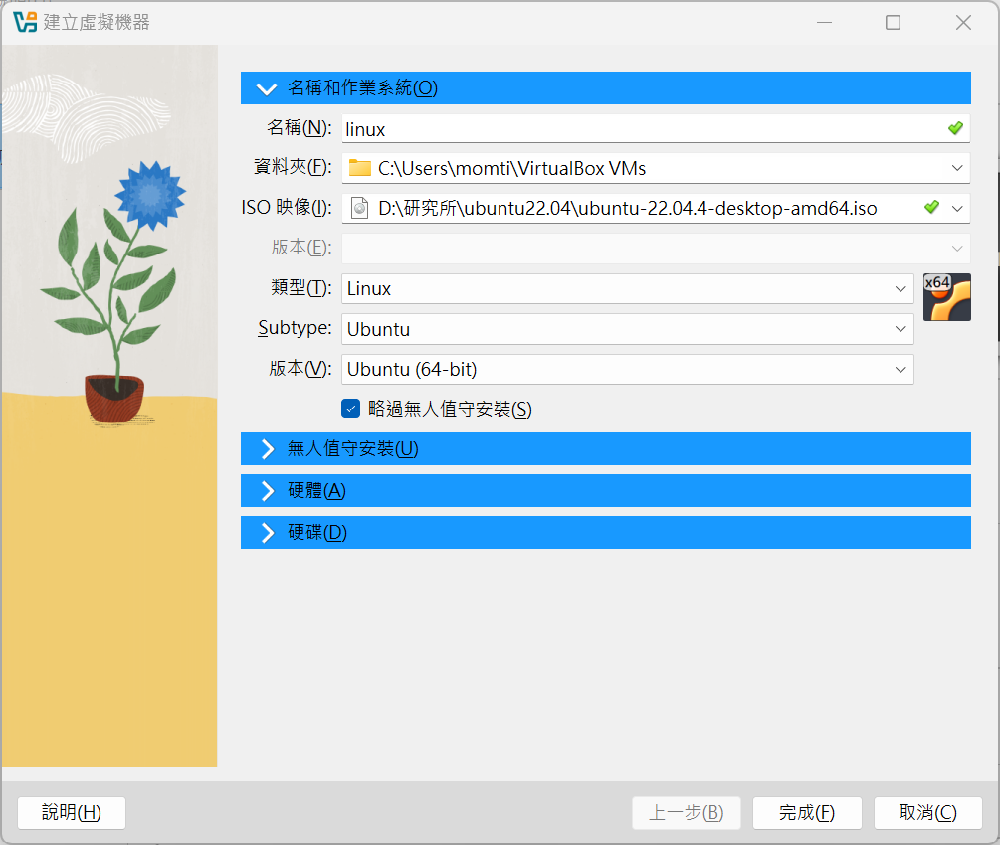 建立虛擬機器
名稱和作業系統(O)
名稱(N): linux
資料夾(F): C:\Users\momti\VirtualBox VMs
ISO 映像(I): D:\研究所\ubuntu22.04\ubuntu-22.04.4-desktop-amd64.iso
版本(E):
類型(T): Linux
x64
Subtype: Ubuntu
版本(V): Ubuntu (64-bit)
略過無人值守安裝(S)
無人值守安裝(U)
硬體(A)
硬碟(D)
說明(H) 上一步(B) 完成(F) 取消(C)